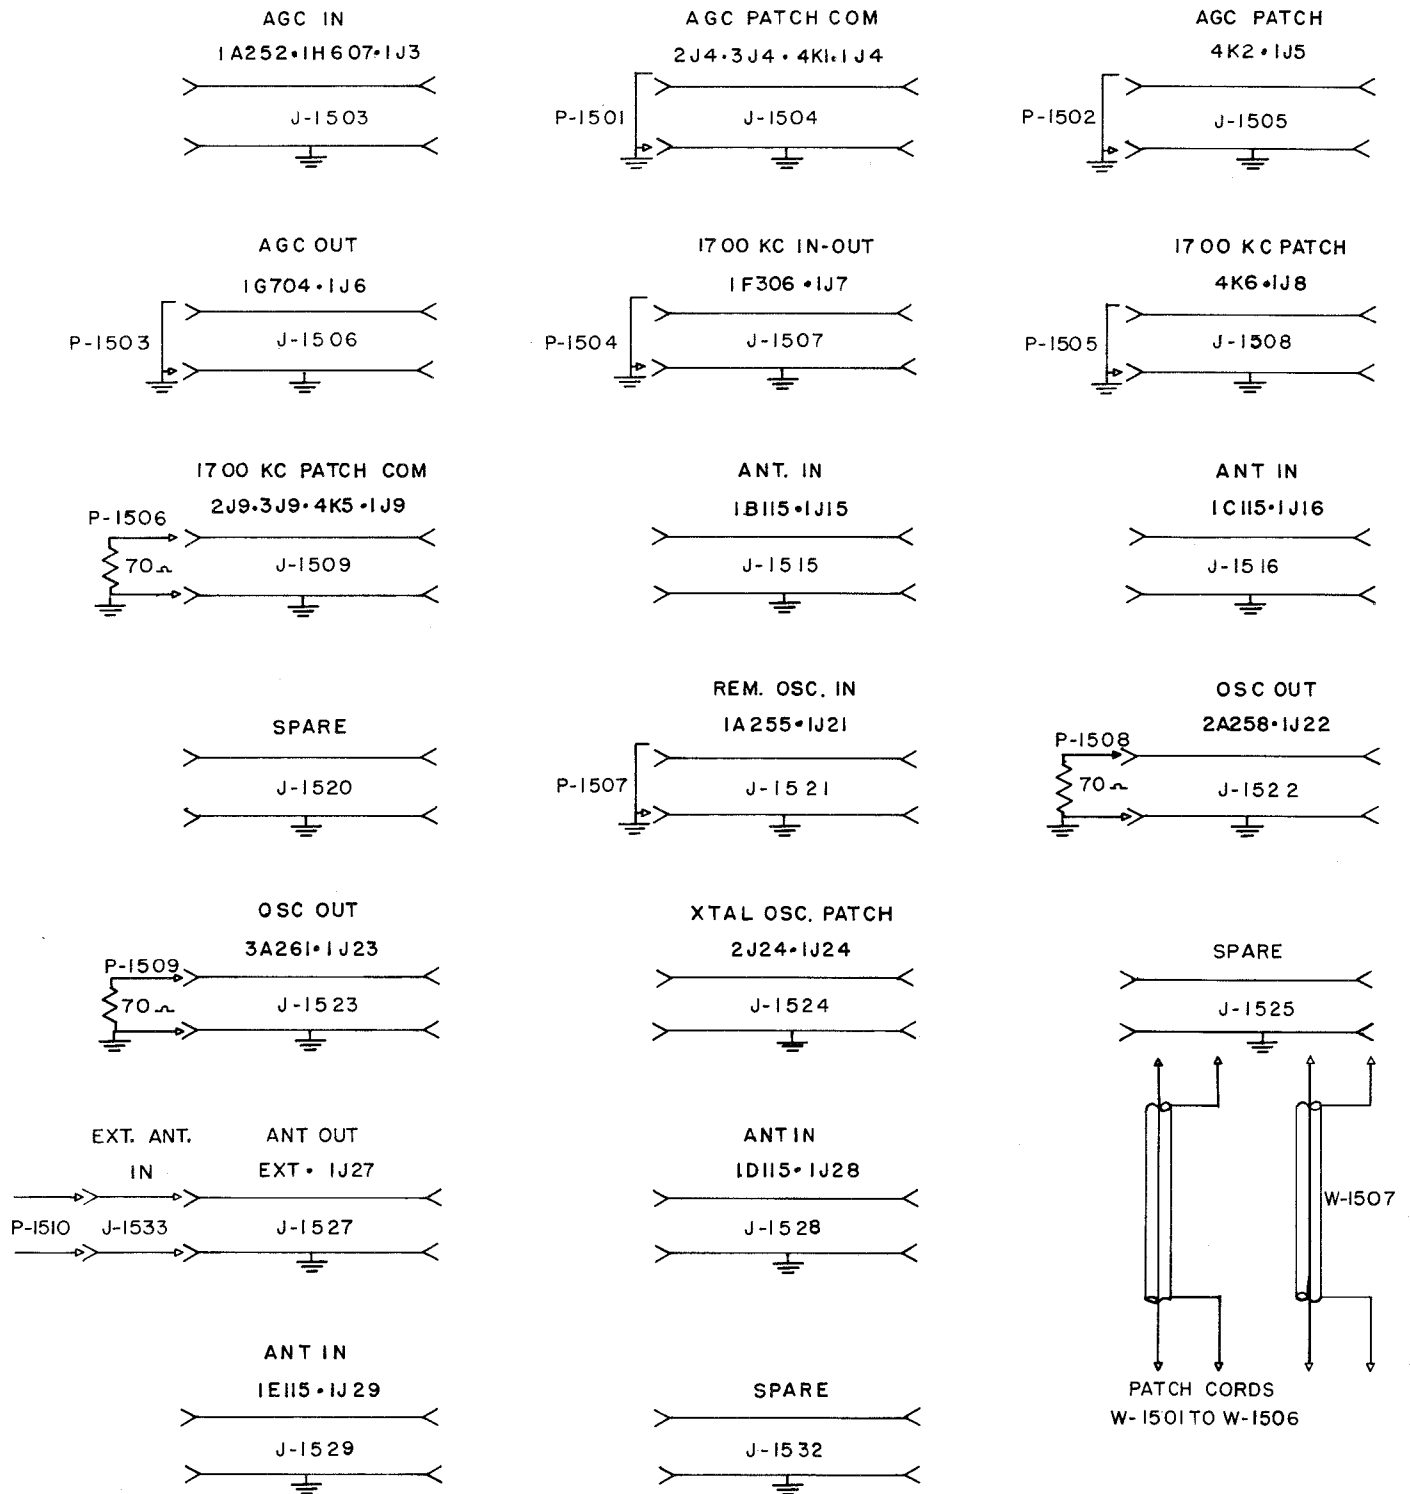 AGC IN
1A252•1H607•1J3
J-1503
AGC PATCH COM
2J4•3J4•4K1•1J4
P-1501
J-1504
AGC PATCH
4K2•1J5
P-1502
J-1505
AGC OUT
1G704•1J6
P-1503
J-1506
1700 KC IN-OUT
1F306•1J7
P-1504
J-1507
1700 KC PATCH
4K6•1J8
P-1505
J-1508
1700 KC PATCH COM
2J9•3J9•4K5•1J9
P-1506
70Ω
J-1509
ANT. IN
1B115•1J15
J-1515
ANT IN
1C115•1J16
J-1516
SPARE
J-1520
REM. OSC. IN
1A255•1J21
P-1507
J-1521
OSC OUT
2A258•1J22
P-1508
70Ω
J-1522
OSC OUT
3A261•1J23
P-1509
70Ω
J-1523
XTAL OSC. PATCH
2J24•1J24
J-1524
SPARE
J-1525
EXT. ANT.
IN
P-1510
J-1533
ANT OUT
EXT• 1J27
J-1527
ANT IN
1D115•1J28
J-1528
W-1507
PATCH CORDS
W-1501 TO W-1506
ANT IN
1E115•1J29
J-1529
SPARE
J-1532